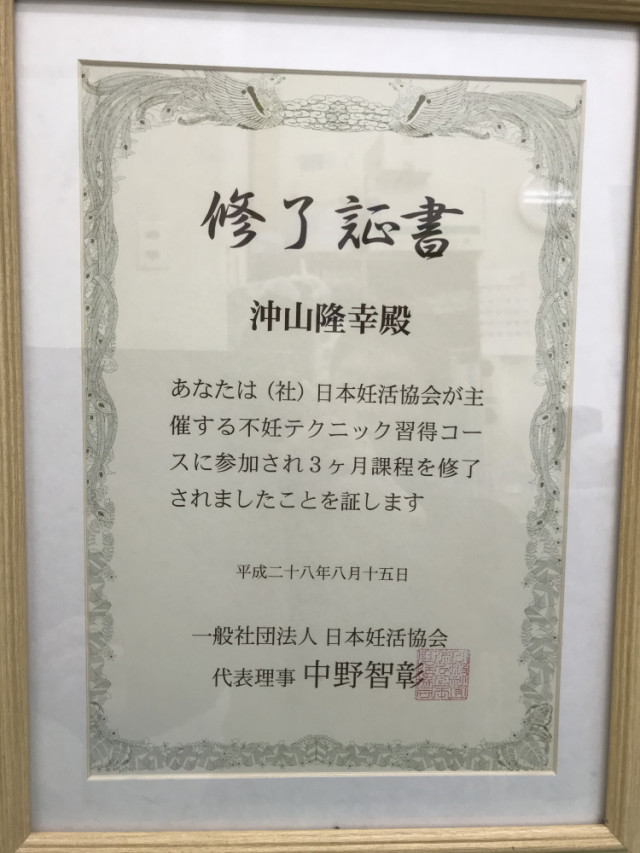 修了証書
沖山隆幸殿
あなたは（社）日本妊活協会が主
催する不妊テクニック習得コー
スに参加され３ヶ月課程を修了
されましたことを証します
平成二十八年八月十五日
一般社団法人 日本妊活協会
代表理事 中野智彰